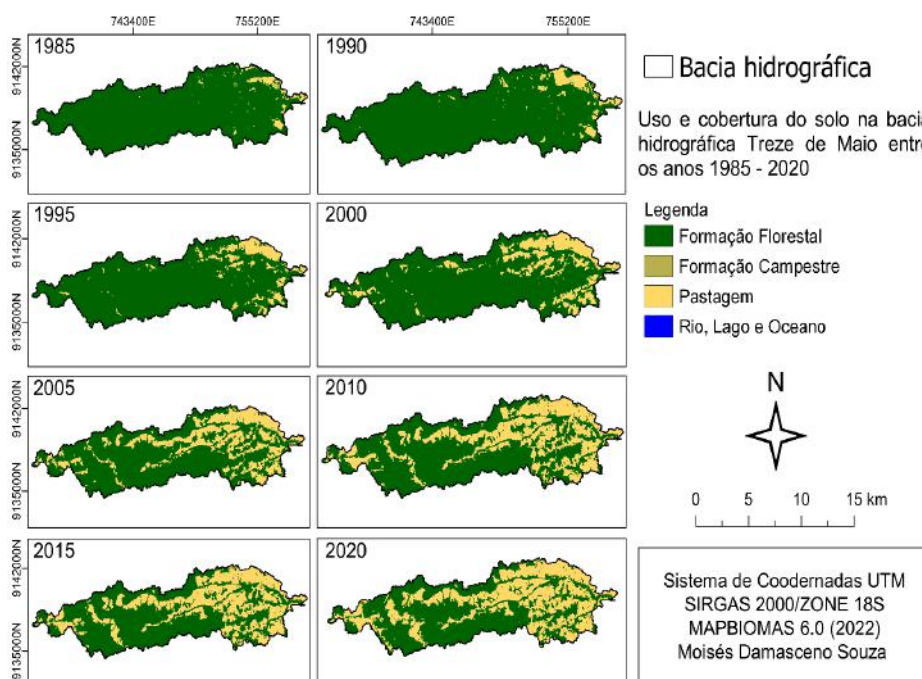 743400E
755200E
743400E
755200E
1985
1990
9142000N
9135000N
1995
2000
9142000N
9135000N
2005
2010
9142000N
9135000N
2015
2020
9142000N
9135000N
Bacia hidrográfica
Uso e cobertura do solo na bacia
hidrográfica Treze de Maio entre
os anos 1985 - 2020
Legenda
Formação Florestal
Formação Campestre
Pastagem
Rio, Lago e Oceano
N
0 5 10 15 km
Sistema de Coodernadas UTM
SIRGAS 2000/ZONE 18S
MAPBIOMAS 6.0 (2022)
Moisés Damasceno Souza